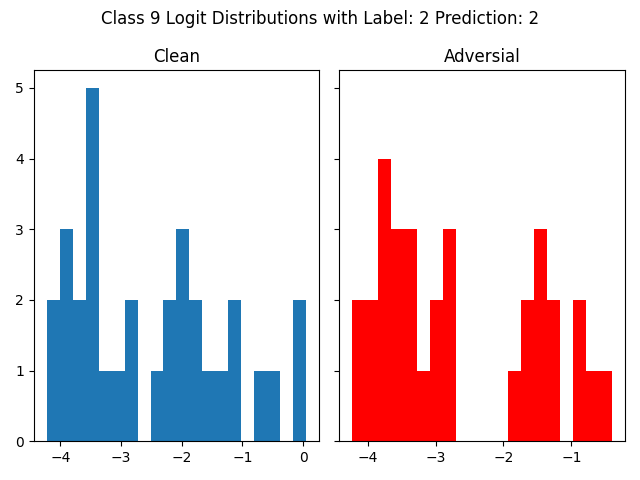 Class 9 Logit Distributions with Label: 2 Prediction: 2
Clean
Adversial
5
4
3
2
1
0
−4 −3 −2 −1 0
−4 −3 −2 −1